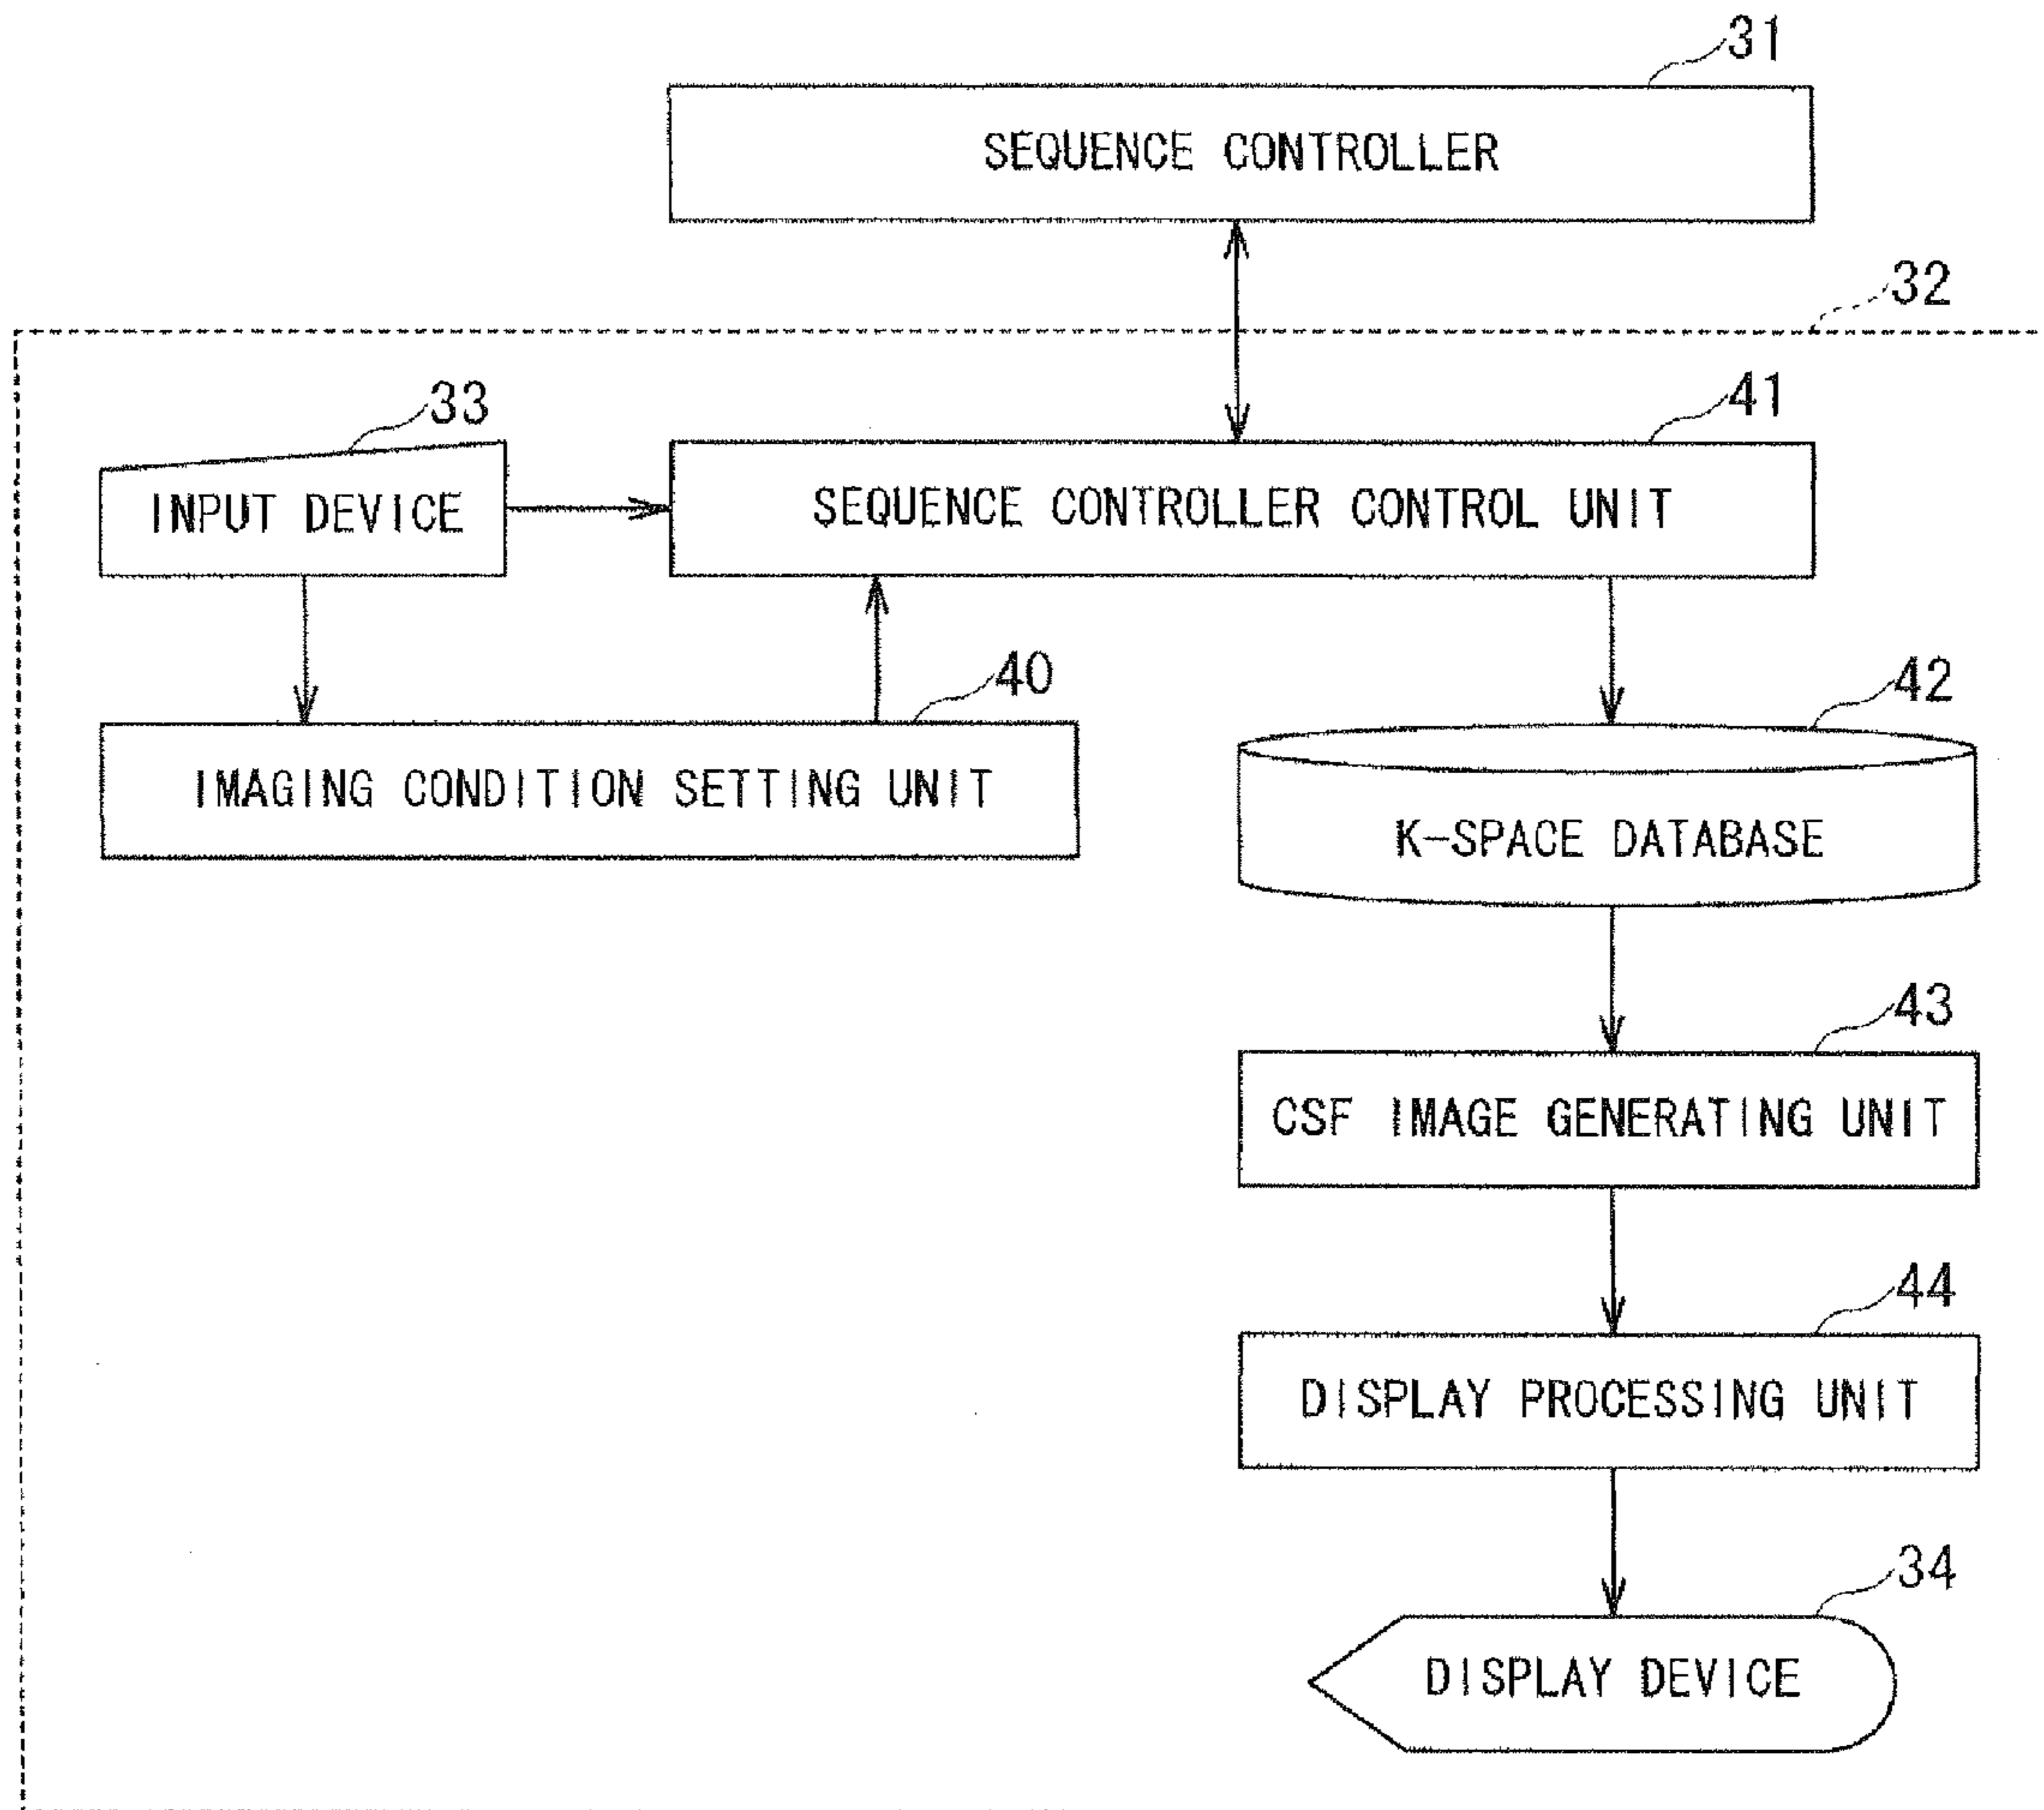 31
SEQUENCE CONTROLLER
32
33
41
INPUT DEVICE
SEQUENCE CONTROLLER CONTROL UNIT
40
42
IMAGING CONDITION SETTING UNIT
K-SPACE DATABASE
43
CSF IMAGE GENERATING UNIT
44
DISPLAY PROCESSING UNIT
34
DISPLAY DEVICE